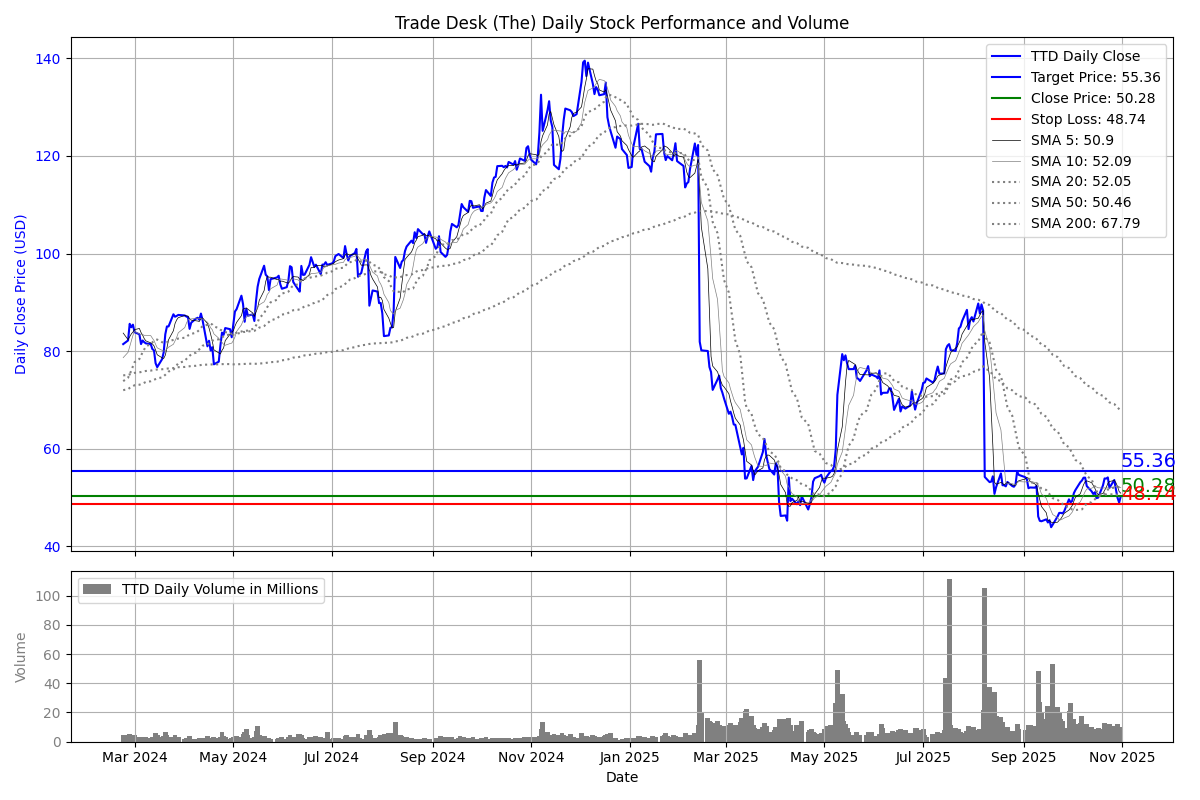 Trade Desk (The) Daily Stock Performance and Volume
Daily Close Price (USD)
140
120
100
80
60
40
TTD Daily Close
Target Price: 55.36
Close Price: 50.28
Stop Loss: 48.74
SMA 5: 50.9
SMA 10: 52.09
SMA 20: 52.05
SMA 50: 50.46
SMA 200: 67.79
55.36
50.28
48.74
Volume
100
80
60
40
20
0
TTD Daily Volume in Millions
Mar 2024
May 2024
Jul 2024
Sep 2024
Nov 2024
Jan 2025
Mar 2025
May 2025
Jul 2025
Sep 2025
Nov 2025
Date